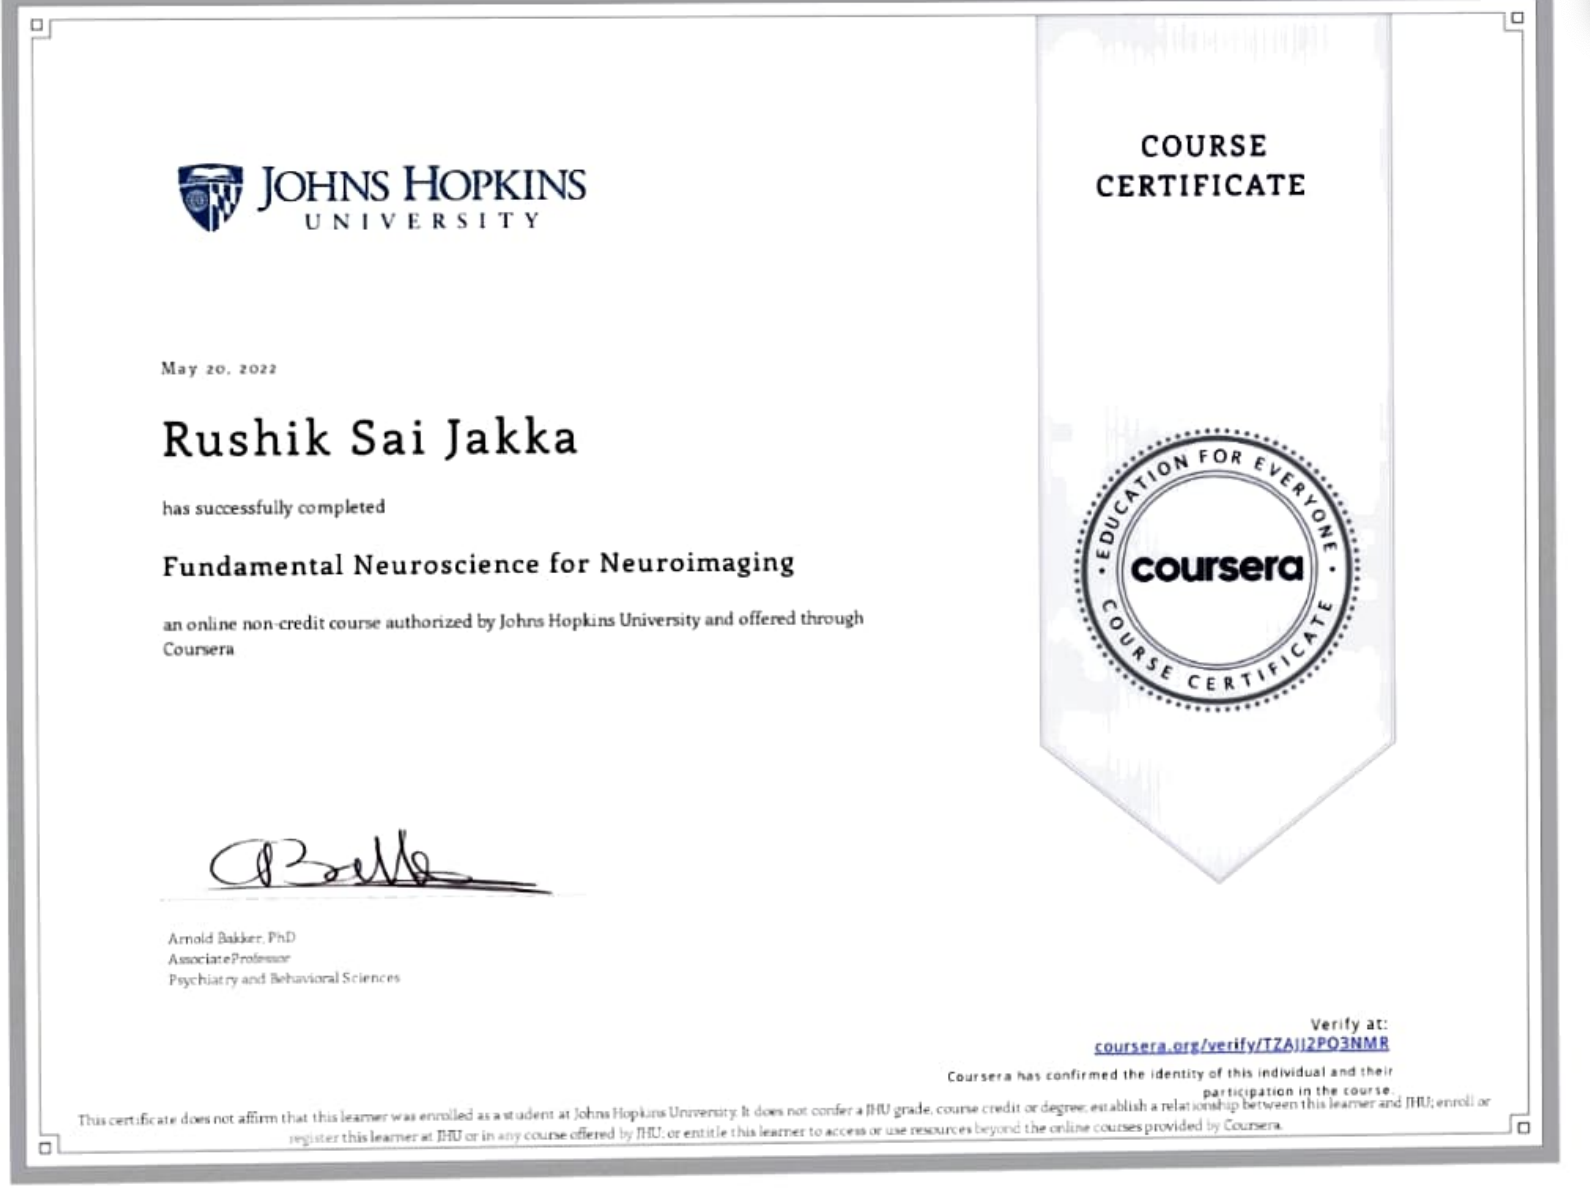 JOHNS HOPKINS
UNIVERSITY
COURSE
CERTIFICATE
May 20, 2022
Rushik Sai Jakka
has successfully completed
Fundamental Neuroscience for Neuroimaging
an online non-credit course authorized by Johns Hopkins University and offered through
Coursera
EDUCATION FOR EVERYONE
coursera
COURSE CERTIFICATE
Arnold Bakker, PhD
Associate Professor
Psychiatry and Behavioral Sciences
Verify at:
coursera.org/verify/TZAJJ2PO3NMR
Coursera has confirmed the identity of this individual and their
participation in the course.
This certificate does not affirm that this learner was enrolled as a student at Johns Hopkins University. It does not confer a JHU grade, course credit or degree; establish a relationship between this learner and JHU; enroll or
register this learner at JHU or in any course offered by JHU; or entitle this learner to access or use resources beyond the online courses provided by Coursera.